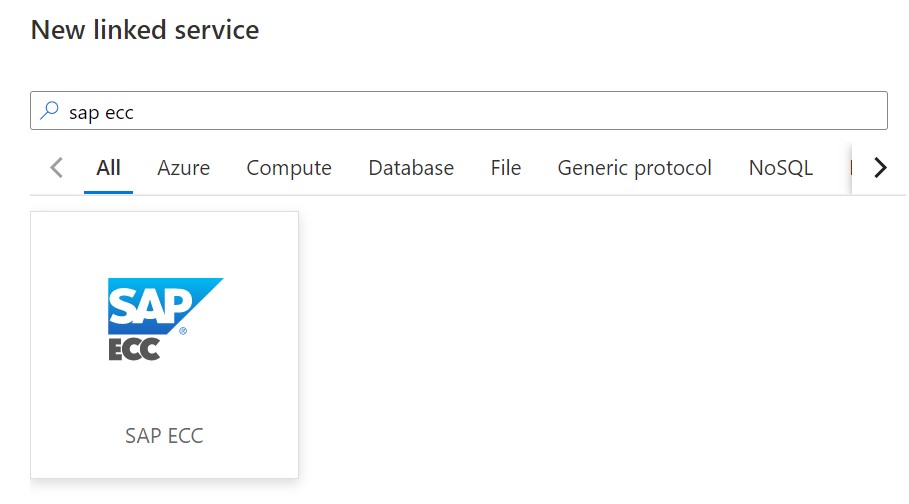 New linked service
sap ecc
All Azure Compute Database File Generic protocol NoSQL
SAP®
ECC
SAP ECC